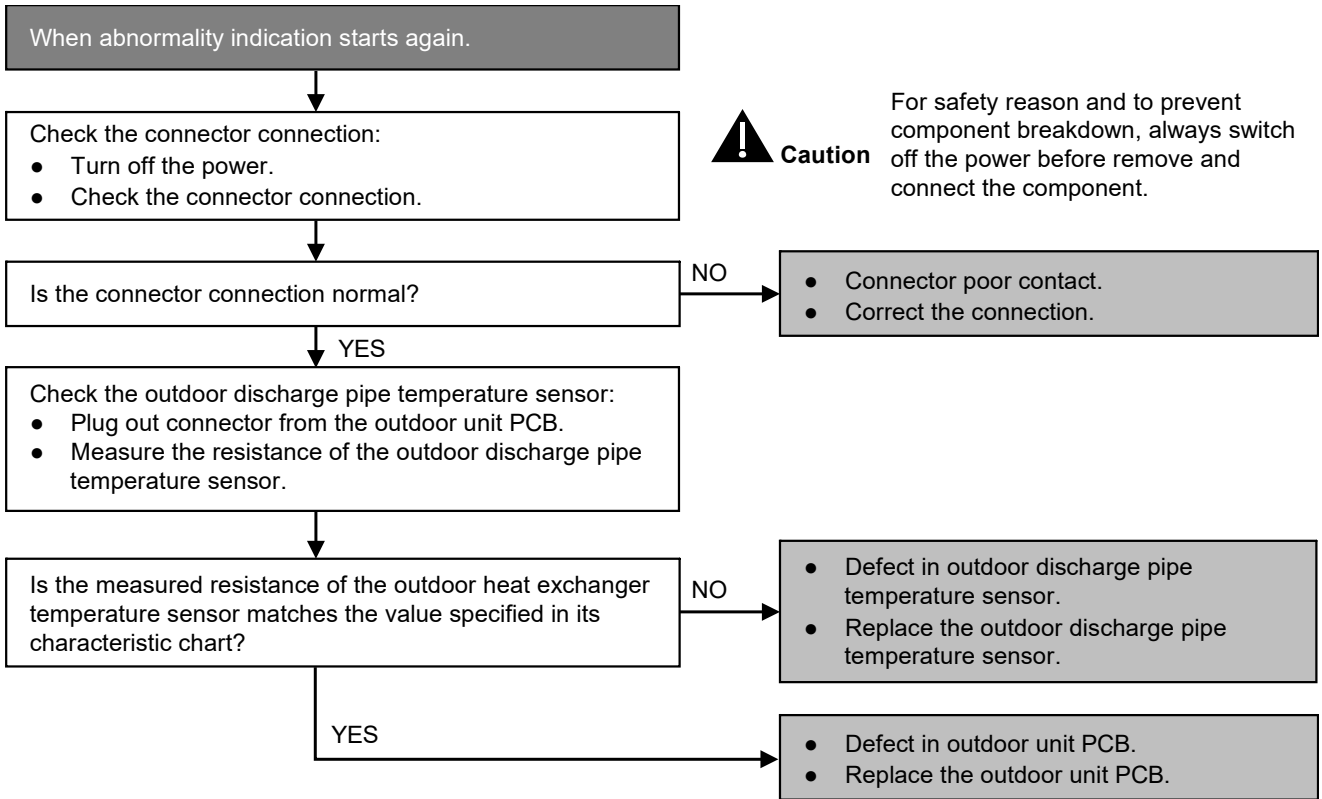 When abnormality indication starts again.
Check the connector connection:
● Turn off the power.
● Check the connector connection.
Caution
For safety reason and to prevent
component breakdown, always switch
off the power before remove and
connect the component.
Is the connector connection normal?
NO
● Connector poor contact.
● Correct the connection.
YES
Check the outdoor discharge pipe temperature sensor:
● Plug out connector from the outdoor unit PCB.
● Measure the resistance of the outdoor discharge pipe
temperature sensor.
Is the measured resistance of the outdoor heat exchanger
temperature sensor matches the value specified in its
characteristic chart?
NO
● Defect in outdoor discharge pipe
temperature sensor.
● Replace the outdoor discharge pipe
temperature sensor.
YES
● Defect in outdoor unit PCB.
● Replace the outdoor unit PCB.